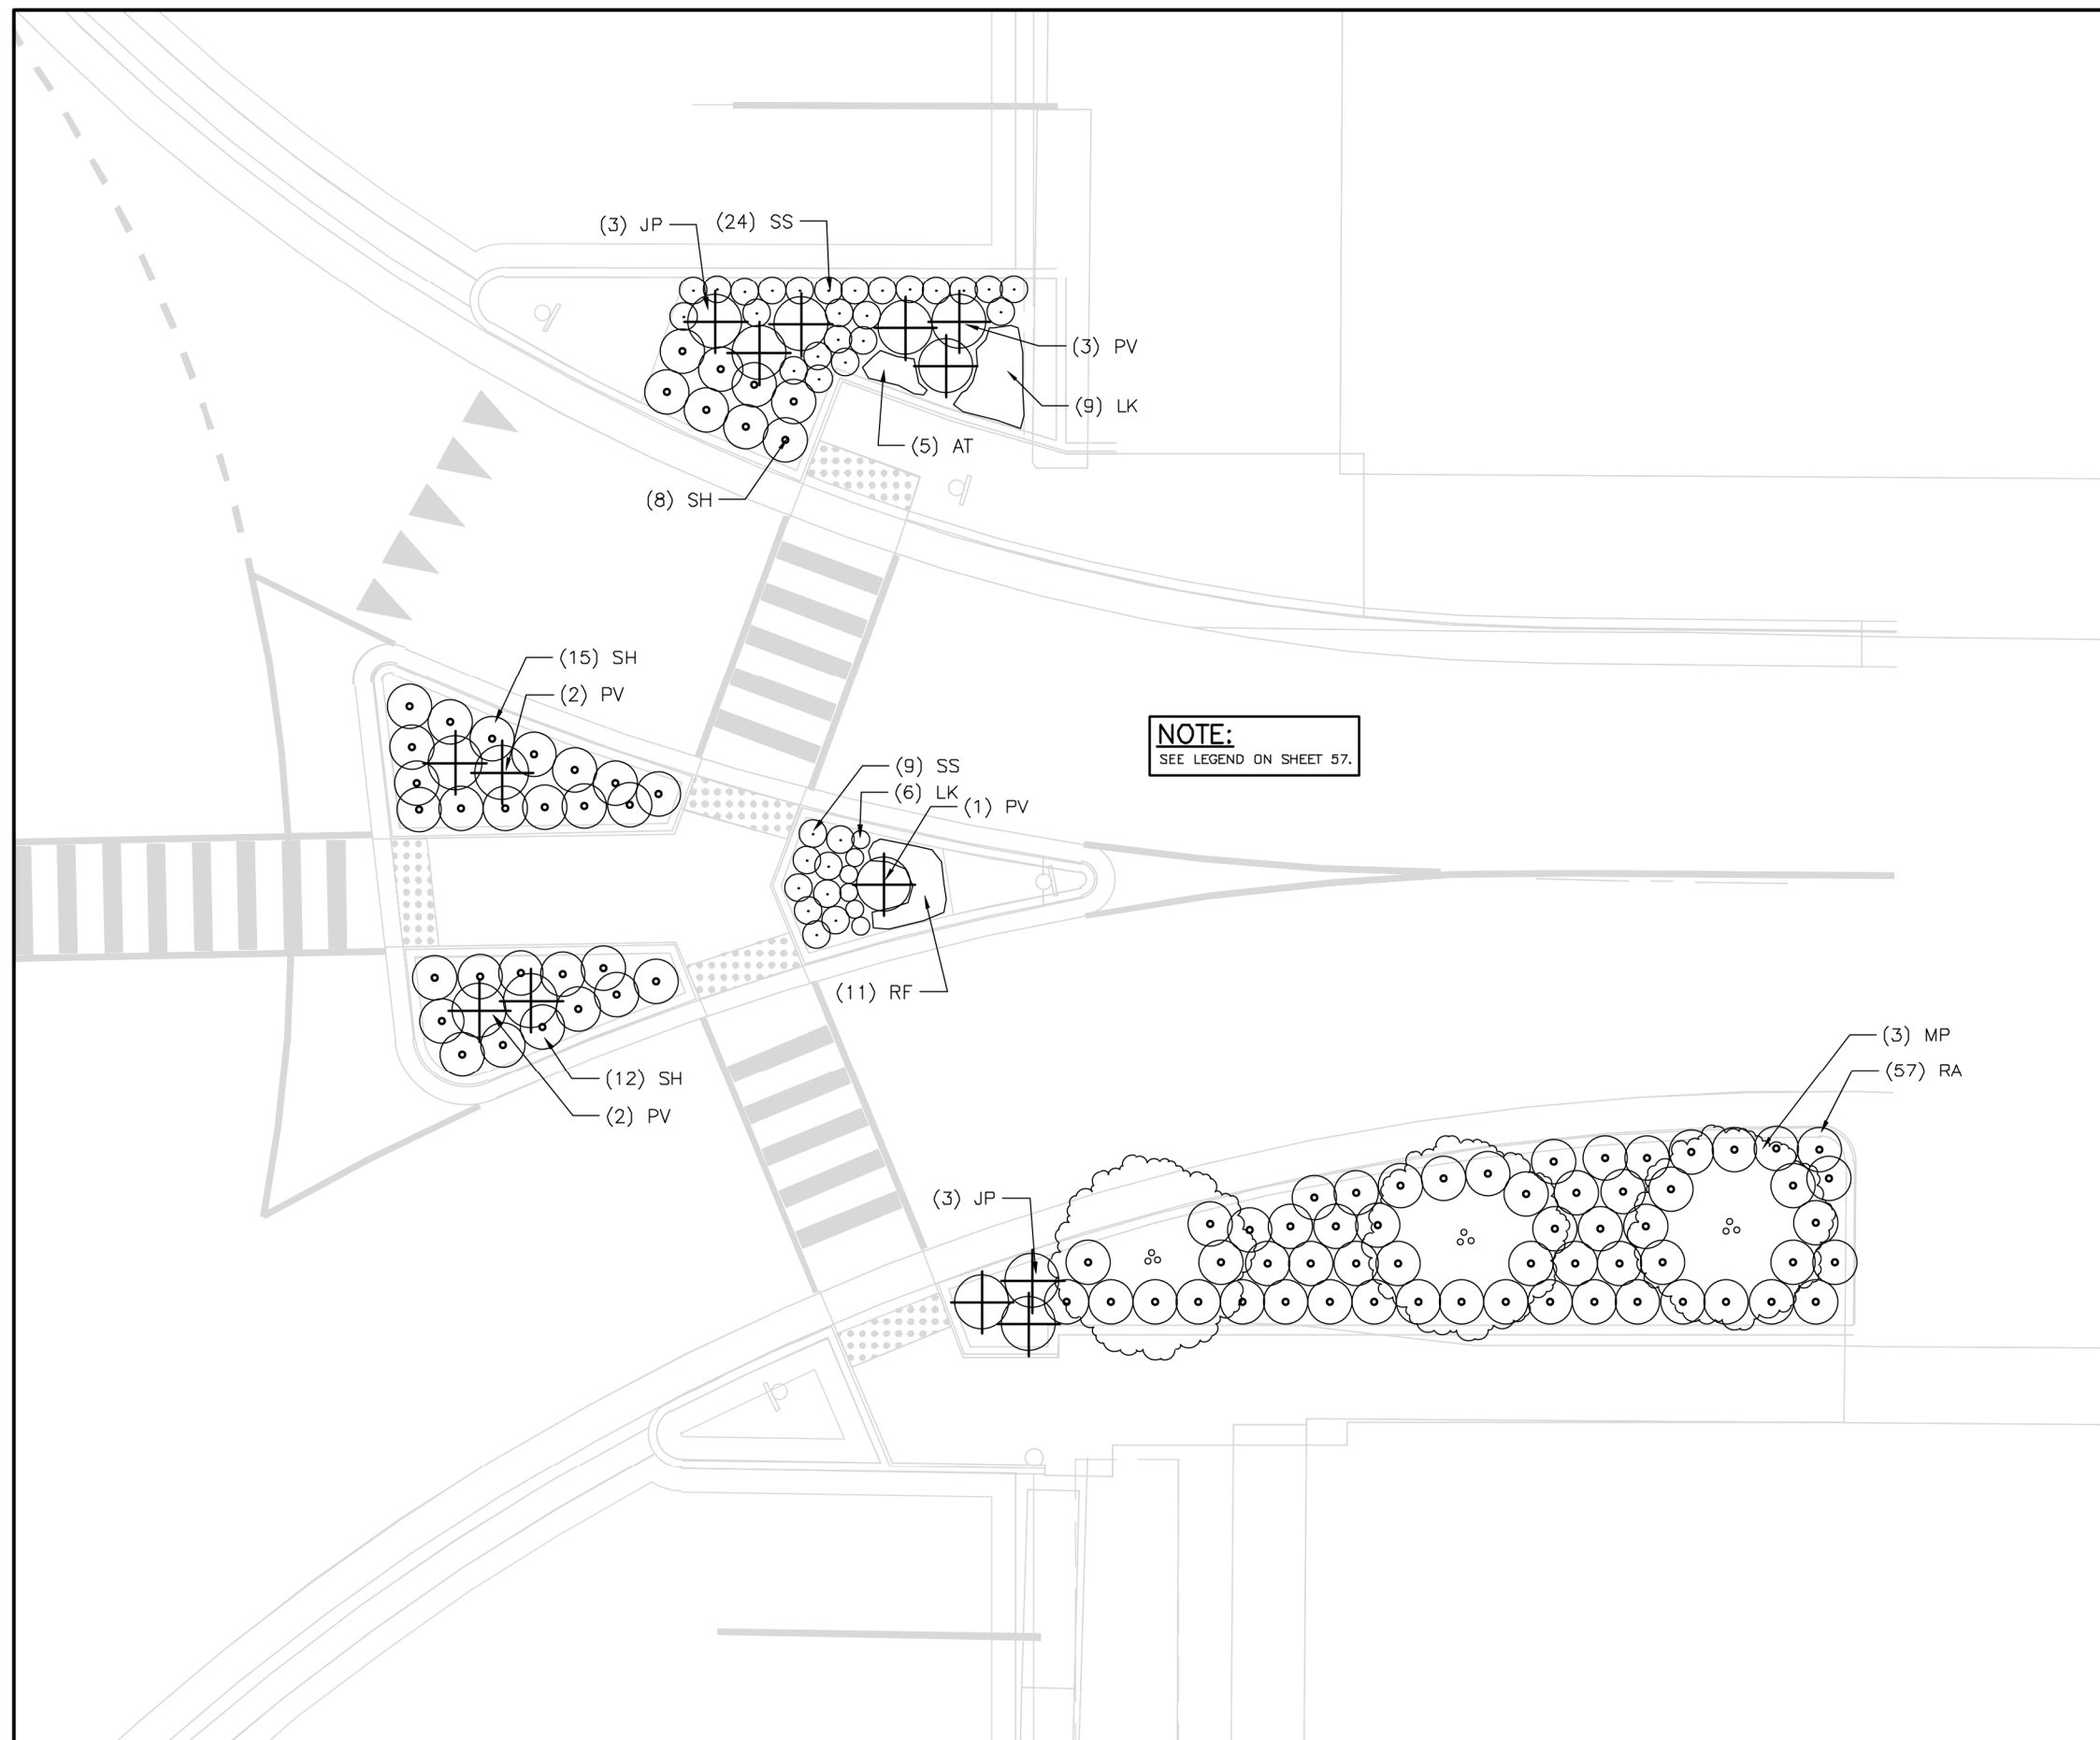 (3) JP
(24) SS
(3) PV
(9) LK
(5) AT
(8) SH
(15) SH
(2) PV
NOTE:
SEE LEGEND ON SHEET 57.
(9) SS
(6) LK
(1) PV
(11) RF
(3) MP
(57) RA
(12) SH
(2) PV
(3) JP